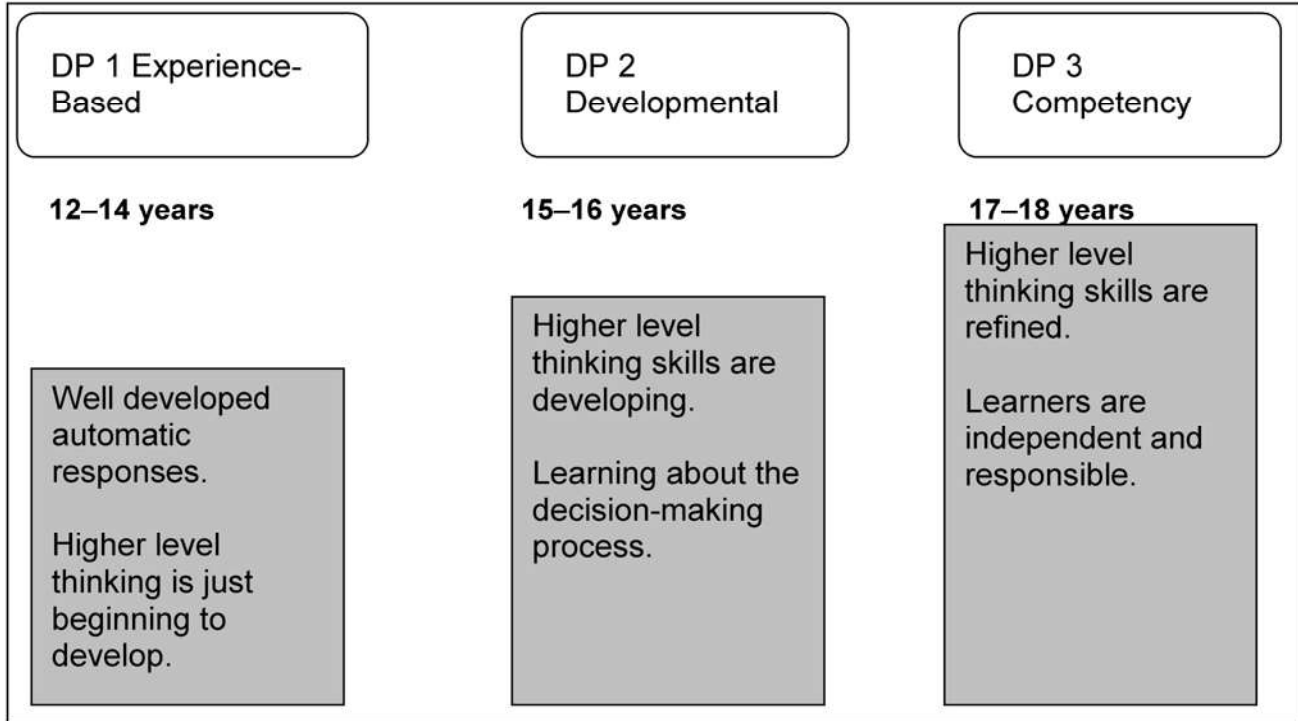 DP 1 Experience-
Based
DP 2
Developmental
DP 3
Competency
12–14 years
15–16 years
17–18 years
Well developed
automatic
responses.
Higher level
thinking is just
beginning to
develop.
Higher level
thinking skills are
developing.
Learning about the
decision-making
process.
Higher level
thinking skills are
refined.
Learners are
independent and
responsible.